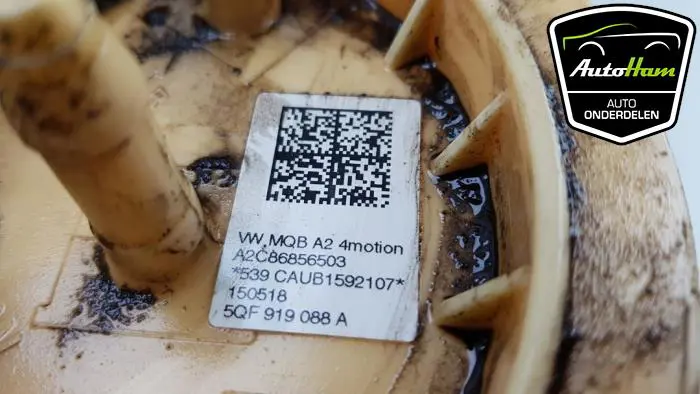 AutoHam
AUTO
ONDERDELEN
VW MQB A2 4motion
A2C86856503
*539 CAUB1592107*
150518
5QF 919 088 A